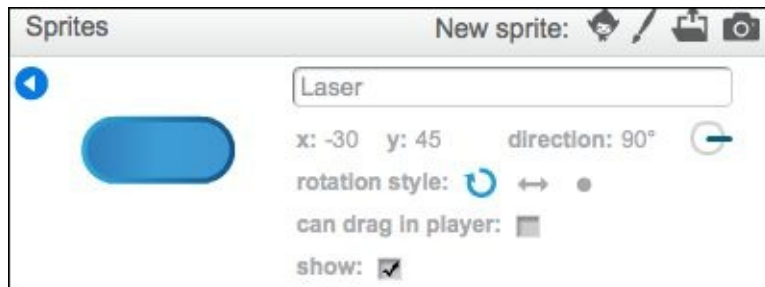 Sprites New sprite:
Laser
x: -30 y: 45 direction: 90°
rotation style:
can drag in player:
show: